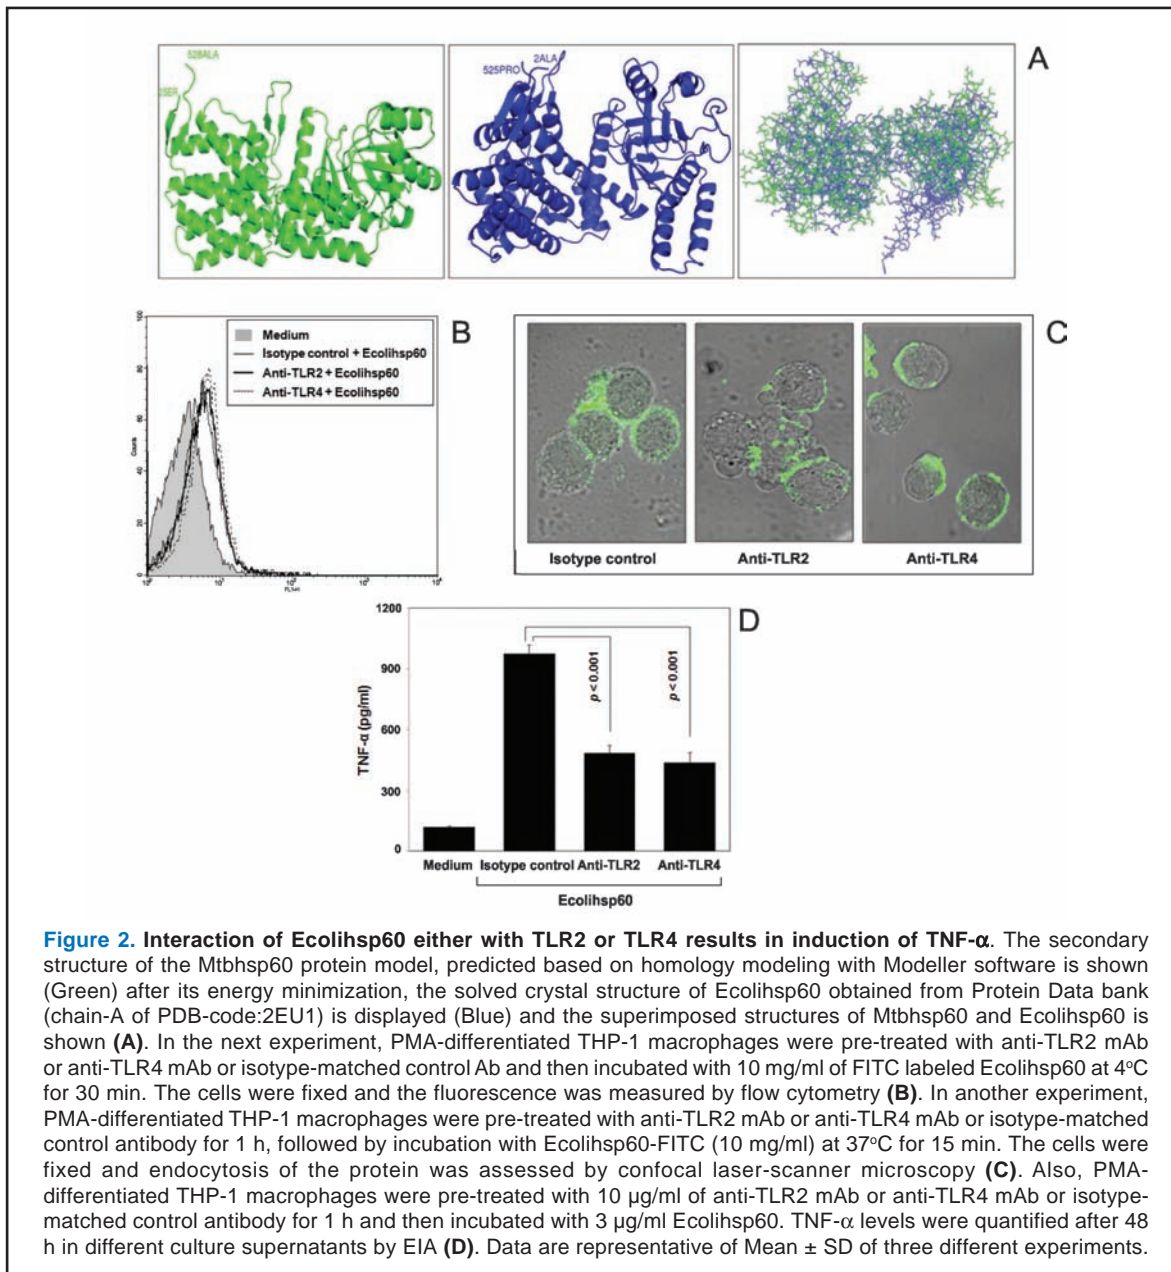 528ALA
2SER
2ALA
525PRO
A
100
80
60
40
20
0
Counts
Medium
Isotype control + Ecolihsp60
Anti-TLR2 + Ecolihsp60
Anti-TLR4 + Ecolihsp60
10⁰ 10¹ 10² 10³ 10⁴
B
C
Isotype control Anti-TLR2 Anti-TLR4
D
1200
900
600
300
0
TNF-α (pg/ml)
p < 0.001
p < 0.001
Medium Isotype control Anti-TLR2 Anti-TLR4
Ecolihsp60
Figure 2. Interaction of Ecolihsp60 either with TLR2 or TLR4 results in induction of TNF-α. The secondary
structure of the Mtbhsp60 protein model, predicted based on homology modeling with Modeller software is shown
(Green) after its energy minimization, the solved crystal structure of Ecolihsp60 obtained from Protein Data bank
(chain-A of PDB-code:2EU1) is displayed (Blue) and the superimposed structures of Mtbhsp60 and Ecolihsp60 is
shown (A). In the next experiment, PMA-differentiated THP-1 macrophages were pre-treated with anti-TLR2 mAb
or anti-TLR4 mAb or isotype-matched control Ab and then incubated with 10 mg/ml of FITC labeled Ecolihsp60 at 4ºC
for 30 min. The cells were fixed and the fluorescence was measured by flow cytometry (B). In another experiment,
PMA-differentiated THP-1 macrophages were pre-treated with anti-TLR2 mAb or anti-TLR4 mAb or isotype-matched
control antibody for 1 h, followed by incubation with Ecolihsp60-FITC (10 mg/ml) at 37ºC for 15 min. The cells were
fixed and endocytosis of the protein was assessed by confocal laser-scanner microscopy (C). Also, PMA-
differentiated THP-1 macrophages were pre-treated with 10 µg/ml of anti-TLR2 mAb or anti-TLR4 mAb or isotype-
matched control antibody for 1 h and then incubated with 3 µg/ml Ecolihsp60. TNF-α levels were quantified after 48
h in different culture supernatants by EIA (D). Data are representative of Mean ± SD of three different experiments.